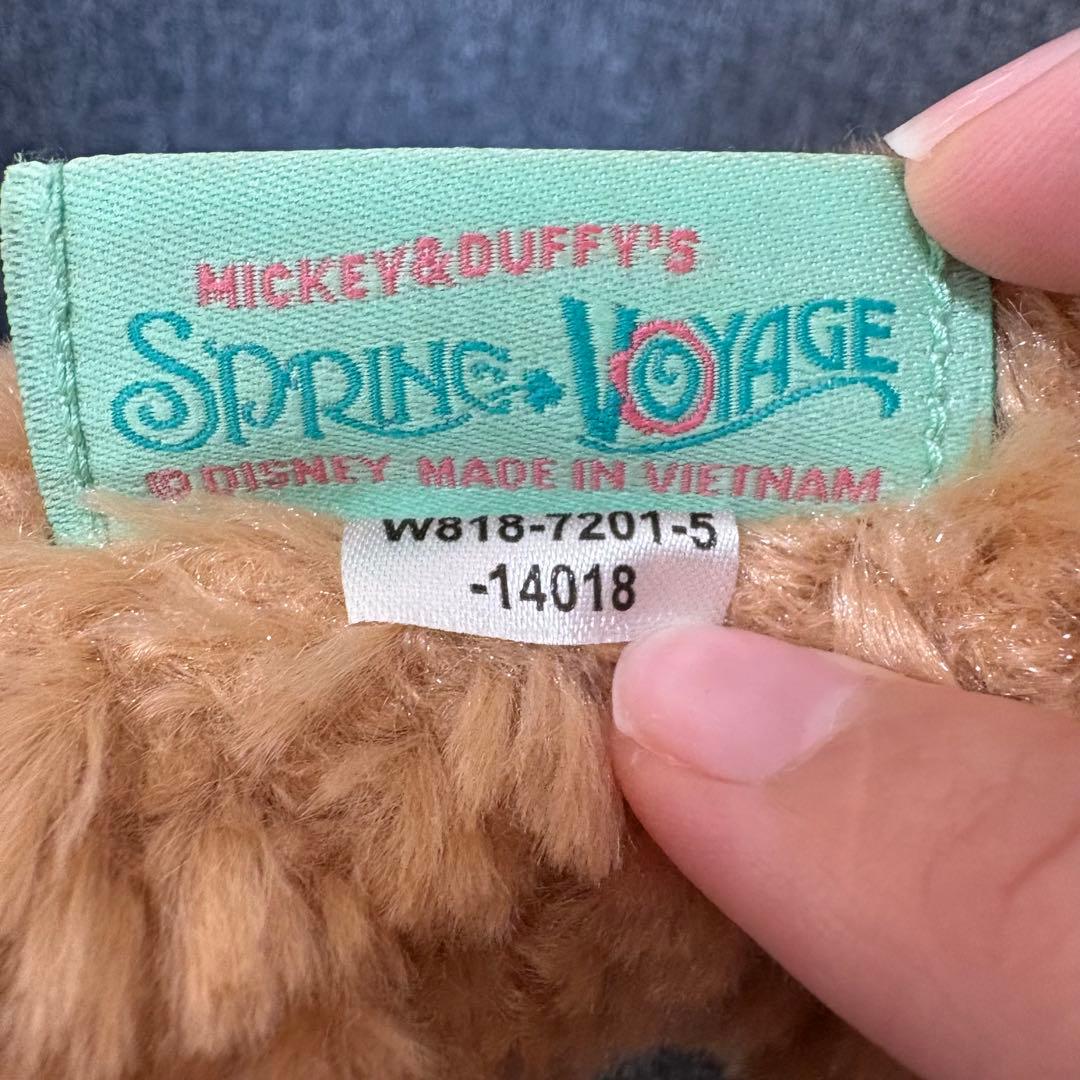 MICKEY&DUFFY'S
SPRING VOYAGE
© DISNEY MADE IN VIETNAM
W818-7201-5
-14018